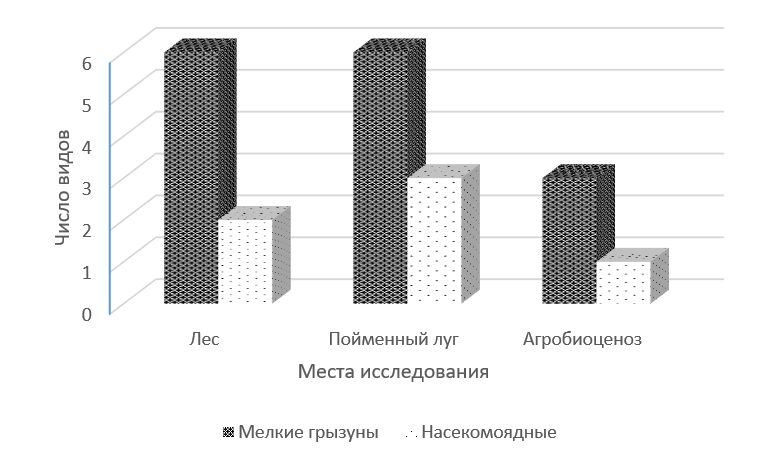 Число видов
6
5
4
3
2
1
0
Лес Пойменный луг Агробиоценоз
Места исследования
Мелкие грызуны Насекомоядные